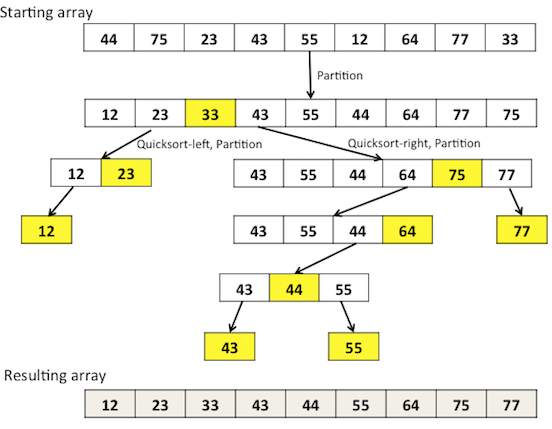 Starting array
44 75 23 43 55 12 64 77 33
Partition
12 23 33 43 55 44 64 77 75
Quicksort-left, Partition
Quicksort-right, Partition
12 23
43 55 44 64 75 77
12
43 55 44 64
77
43 44 55
43
55
Resulting array
12 23 33 43 44 55 64 75 77